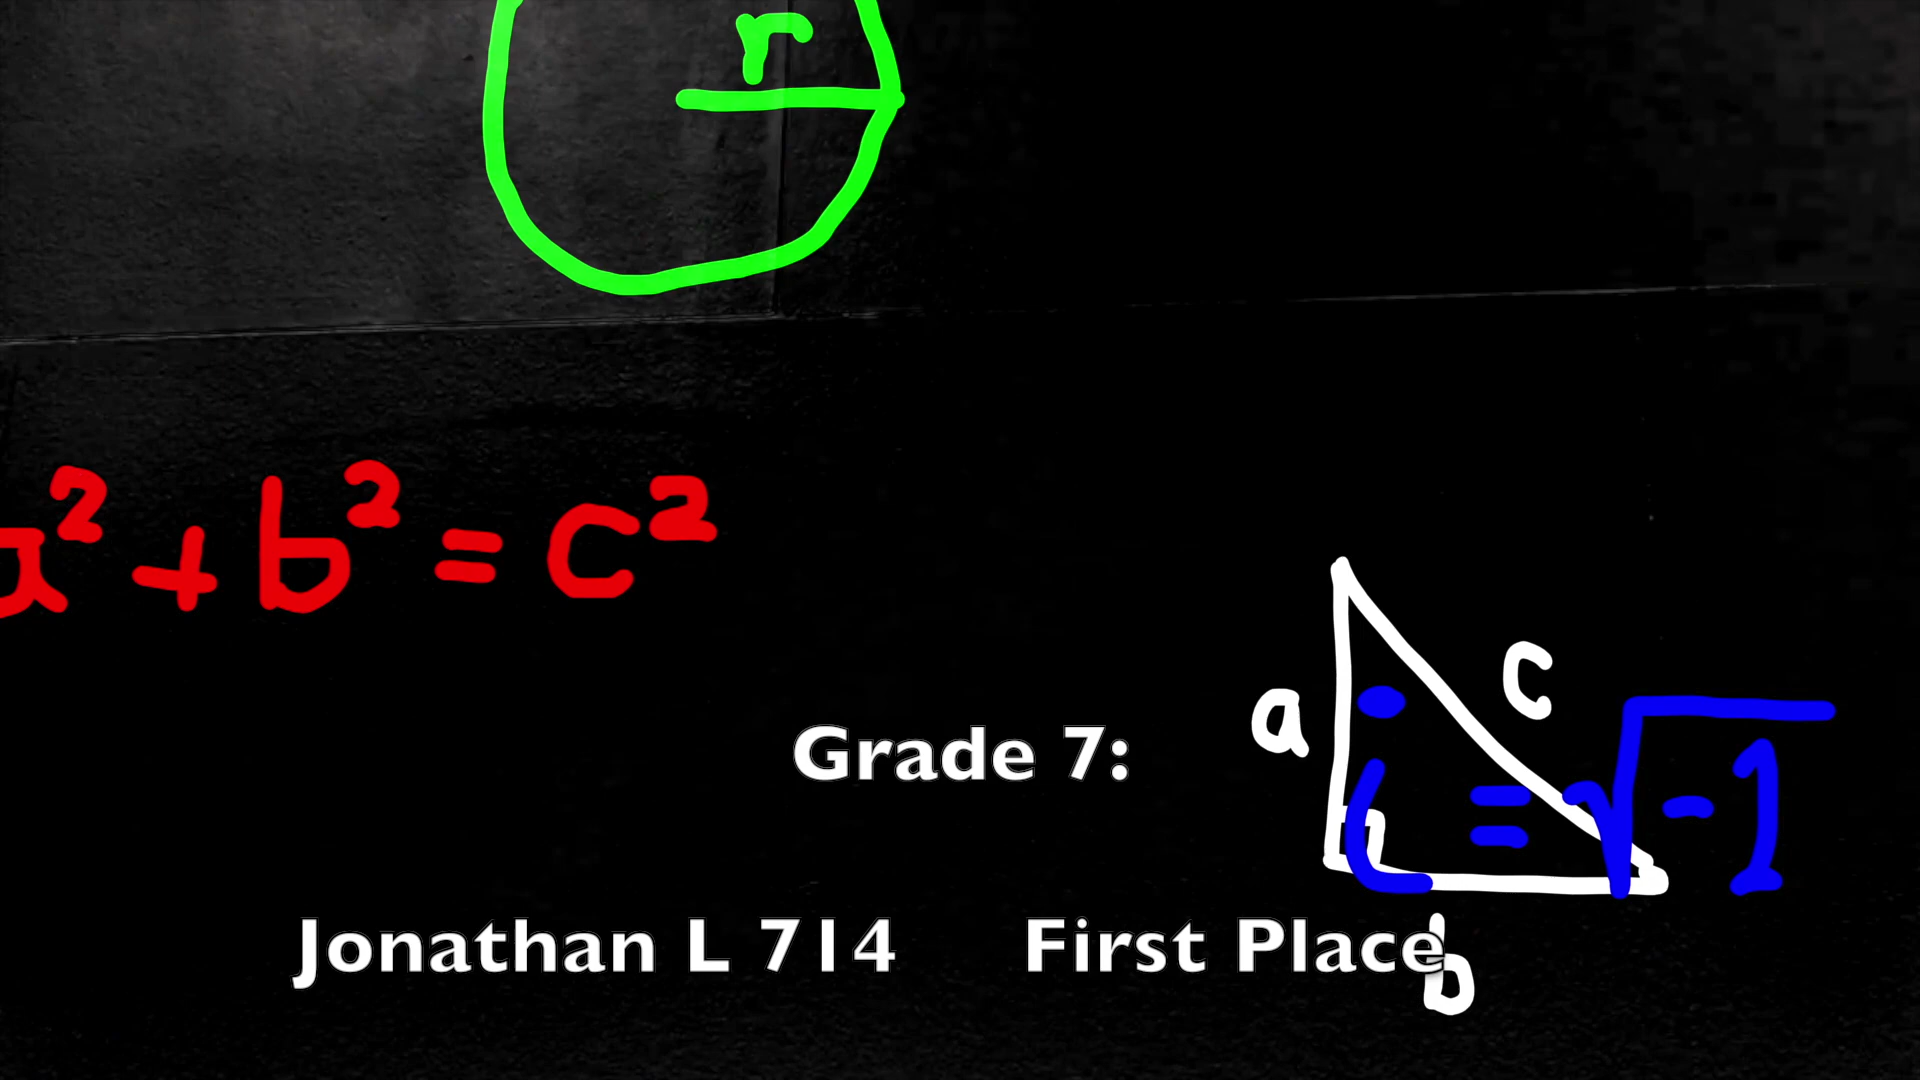 r
a² + b² = c²
a
c
i = √-1
Grade 7:
Jonathan L 714 First Place
b